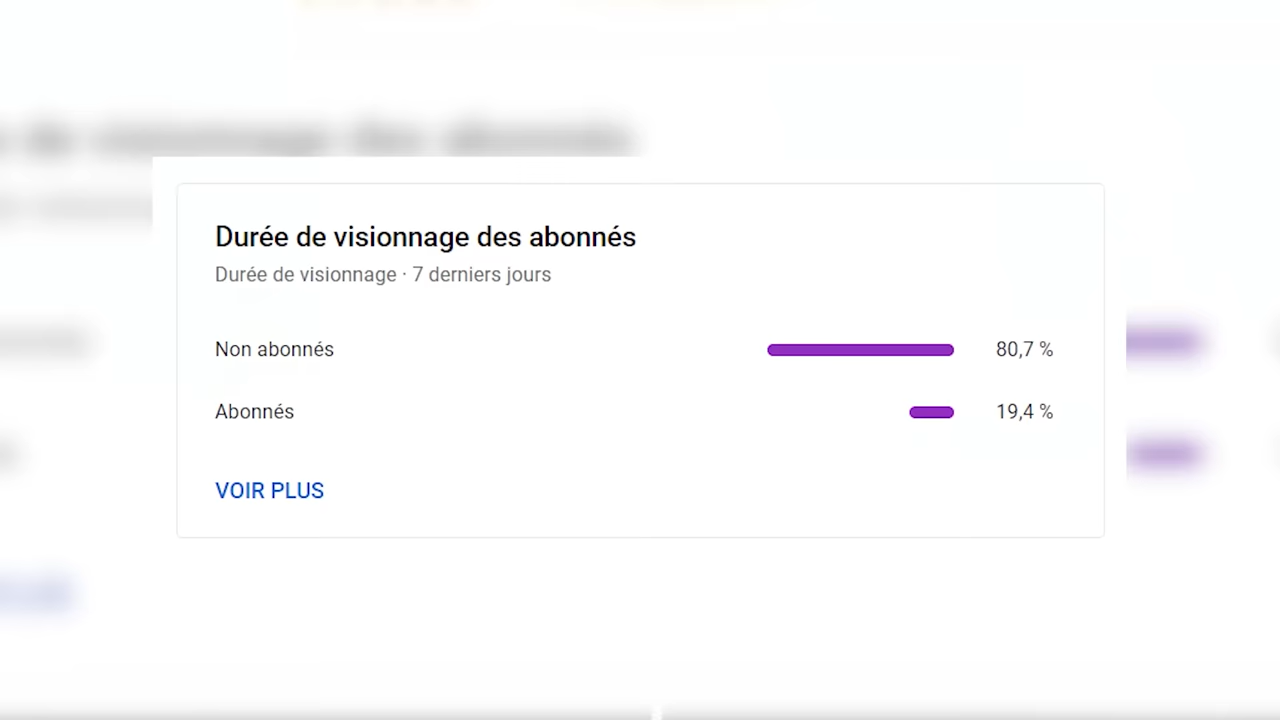 Durée de visionnage des abonnés
Durée de visionnage · 7 derniers jours
Non abonnés 80,7 %
Abonnés 19,4 %
VOIR PLUS